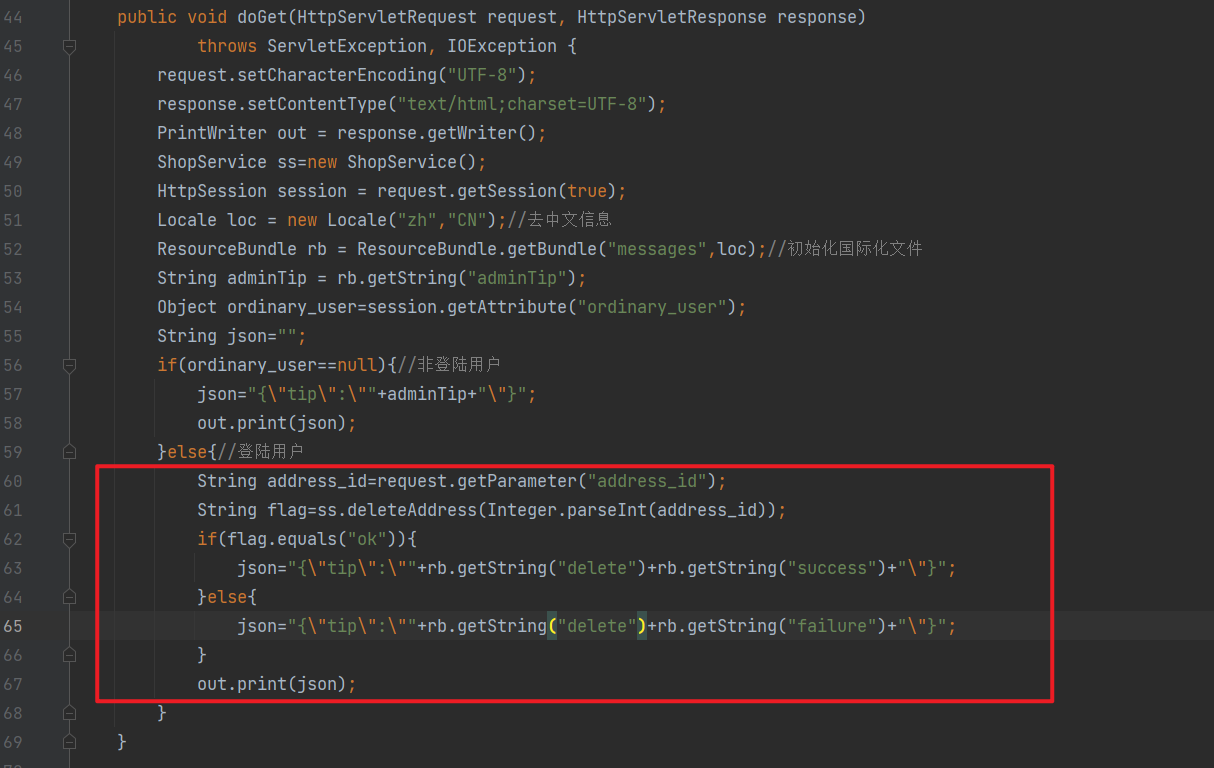 44 public void doGet(HttpServletRequest request, HttpServletResponse response)
45 throws ServletException, IOException {
46 request.setCharacterEncoding("UTF-8");
47 response.setContentType("text/html;charset=UTF-8");
48 PrintWriter out = response.getWriter();
49 ShopService ss=new ShopService();
50 HttpSession session = request.getSession(true);
51 Locale loc = new Locale("zh","CN");//去中文信息
52 ResourceBundle rb = ResourceBundle.getBundle("messages",loc);//初始化国际化文件
53 String adminTip = rb.getString("adminTip");
54 Object ordinary_user=session.getAttribute("ordinary_user");
55 String json="";
56 if(ordinary_user==null){//非登陆用户
57 json="{\"tip\":\""+adminTip+"\"}";
58 out.print(json);
59 }else{//登陆用户
60 String address_id=request.getParameter("address_id");
61 String flag=ss.deleteAddress(Integer.parseInt(address_id));
62 if(flag.equals("ok")){
63 json="{\"tip\":\""+rb.getString("delete")+rb.getString("success")+"\"}";
64 }else{
65 json="{\"tip\":\""+rb.getString("delete")+rb.getString("failure")+"\"}";
66 }
67 out.print(json);
68 }
69 }